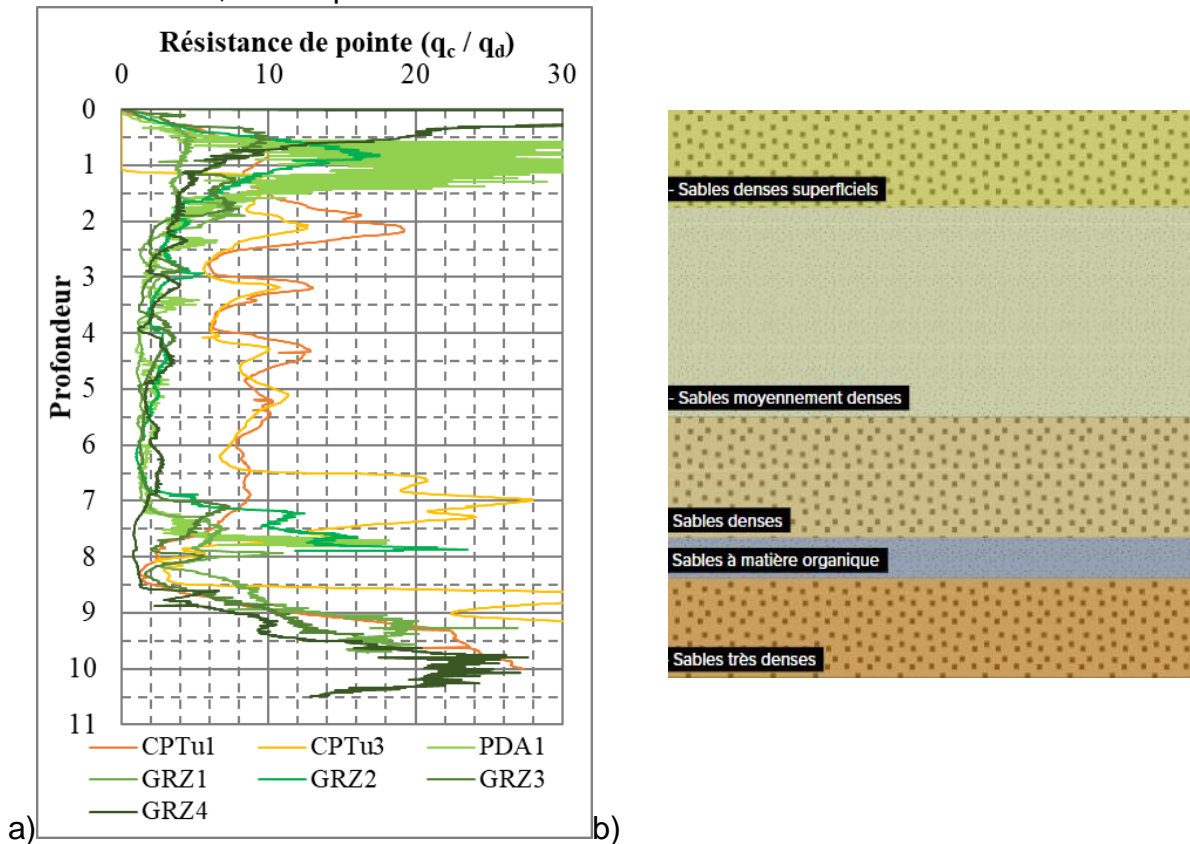 Résistance de pointe (qc / qd)
0 10 20 30
Profondeur
0
1
2
3
4
5
6
7
8
9
10
11
CPTu1 CPTu3 PDA1
GRZ1 GRZ2 GRZ3
GRZ4
a)
- Sables denses superficiels
- Sables moyennement denses
Sables denses
Sables à matière organique
- Sables très denses
b)